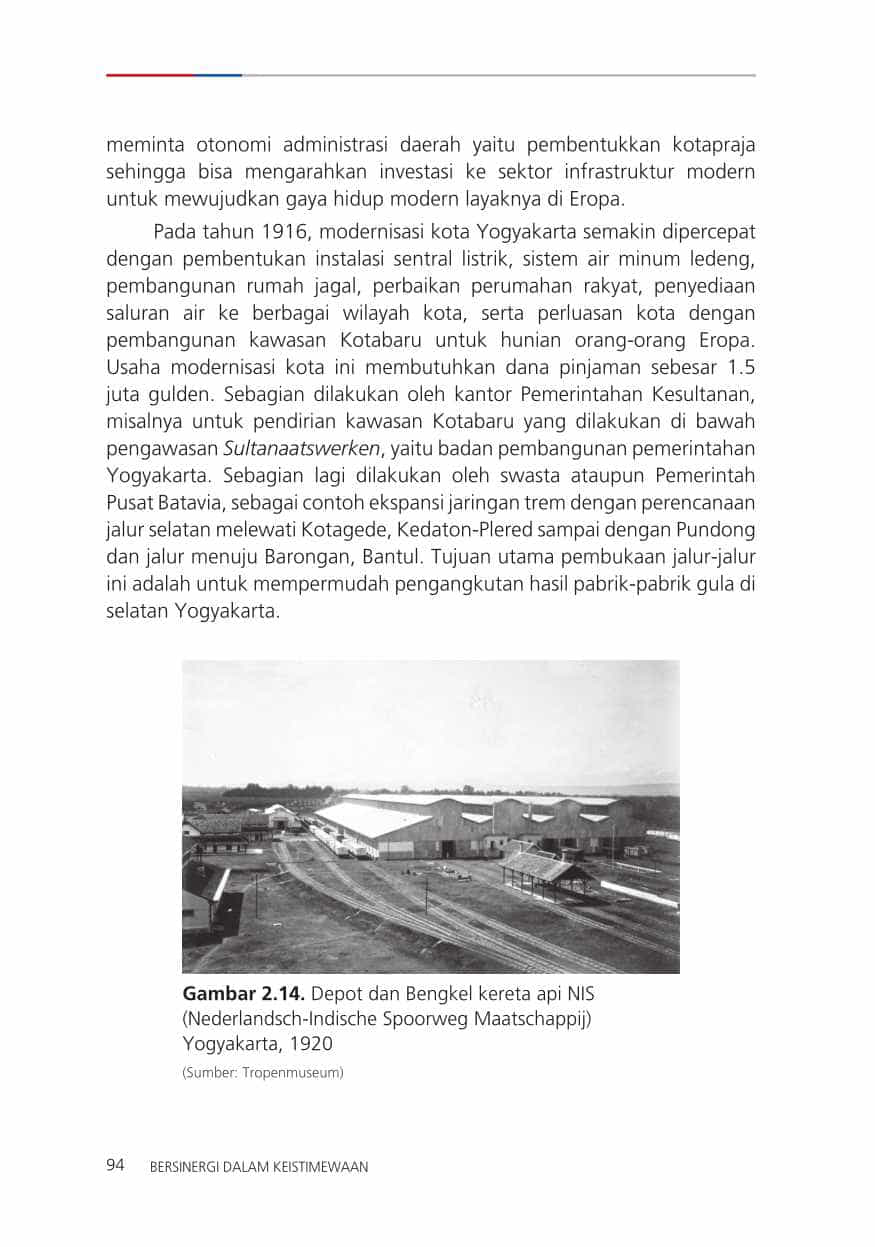 meminta otonomi administrasi daerah yaitu pembentukkan kotapraja
sehingga bisa mengarahkan investasi ke sektor infrastruktur modern
untuk mewujudkan gaya hidup modern layaknya di Eropa.
Pada tahun 1916, modernisasi kota Yogyakarta semakin dipercepat
dengan pembentukan instalasi sentral listrik, sistem air minum ledeng,
pembangunan rumah jagal, perbaikan perumahan rakyat, penyediaan
saluran air ke berbagai wilayah kota, serta perluasan kota dengan
pembangunan kawasan Kotabaru untuk hunian orang-orang Eropa.
Usaha modernisasi kota ini membutuhkan dana pinjaman sebesar 1.5
juta gulden. Sebagian dilakukan oleh kantor Pemerintahan Kesultanan,
misalnya untuk pendirian kawasan Kotabaru yang dilakukan di bawah
pengawasan Sultanaatswerken, yaitu badan pembangunan pemerintahan
Yogyakarta. Sebagian lagi dilakukan oleh swasta ataupun Pemerintah
Pusat Batavia, sebagai contoh ekspansi jaringan trem dengan perencanaan
jalur selatan melewati Kotagede, Kedaton-Plered sampai dengan Pundong
dan jalur menuju Barongan, Bantul. Tujuan utama pembukaan jalur-jalur
ini adalah untuk mempermudah pengangkutan hasil pabrik-pabrik gula di
selatan Yogyakarta.
Gambar 2.14. Depot dan Bengkel kereta api NIS
(Nederlandsch-Indische Spoorweg Maatschappij)
Yogyakarta, 1920
(Sumber: Tropenmuseum)
94 BERSINERGI DALAM KEISTIMEWAAN